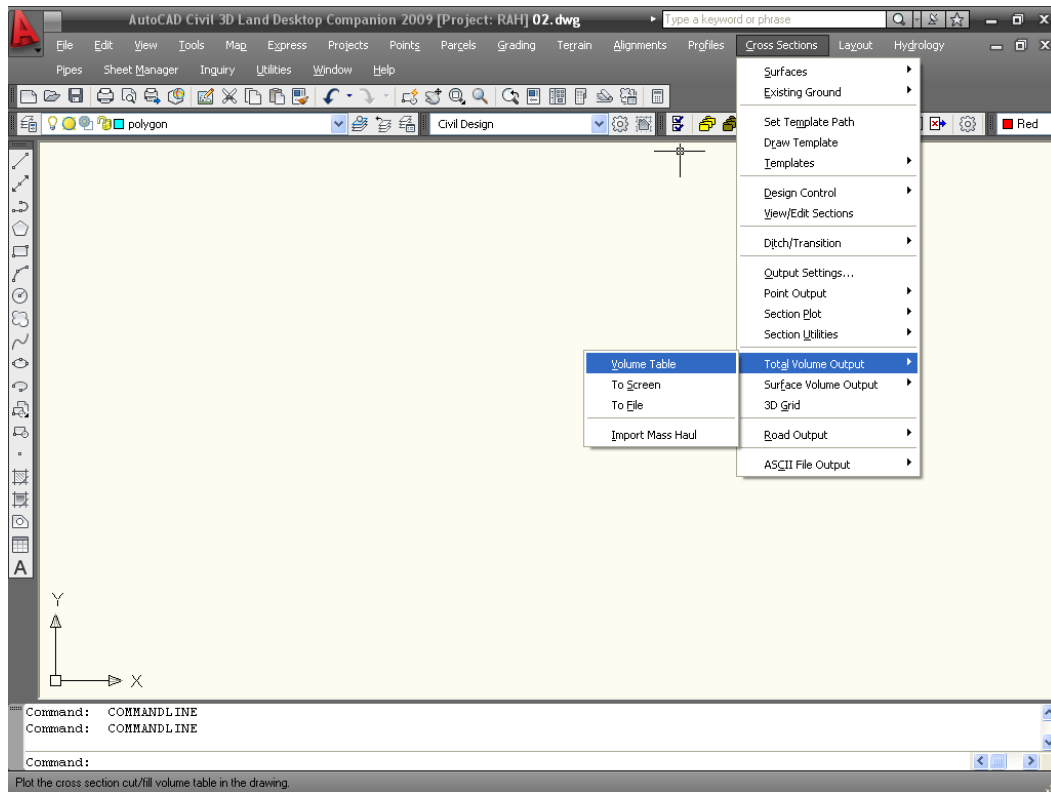 AutoCAD Civil 3D Land Desktop Companion 2009 [Project: RAH] 02.dwg
Type a keyword or phrase
File Edit View Tools Map Express Projects Points Parcels Grading Terrain Alignments Profiles Cross Sections Layout Hydrology
Pipes Sheet Manager Inquiry Utilities Window Help
polygon
Civil Design
Red
Surfaces
Existing Ground
Set Template Path
Draw Template
Templates
Design Control
View/Edit Sections
Ditch/Transition
Output Settings...
Point Output
Section Plot
Section Utilities
Total Volume Output
Surface Volume Output
3D Grid
Road Output
ASCII File Output
Volume Table
To Screen
To File
Import Mass Haul
A
Y
X
Command: COMMANDLINE
Command: COMMANDLINE
Command:
Plot the cross section cut/fill volume table in the drawing.